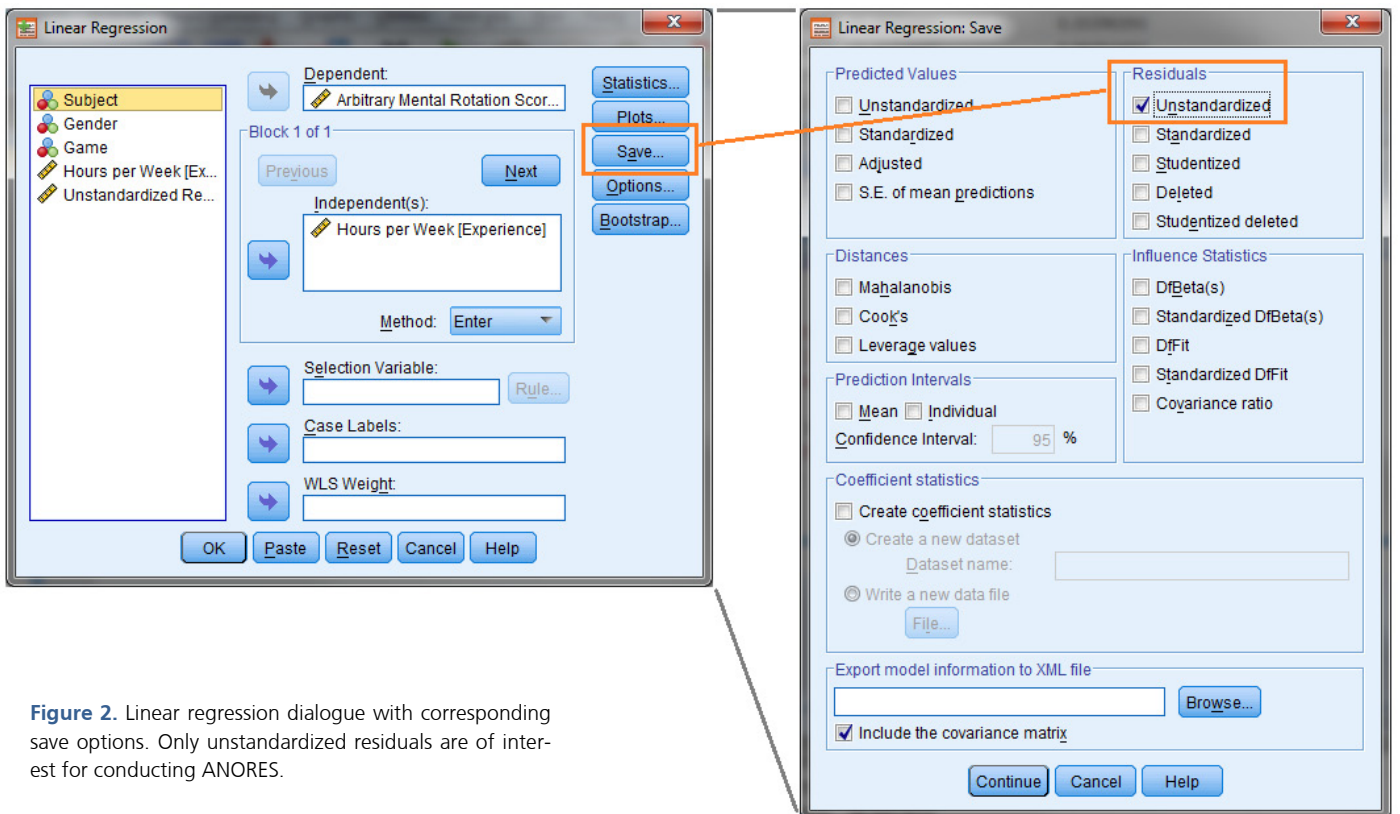 Linear Regression
Subject
Gender
Game
Hours per Week [Ex...
Unstandardized Re...
Dependent:
Arbitrary Mental Rotation Scor...
Block 1 of 1
Previous
Next
Independent(s):
Hours per Week [Experience]
Method: Enter
Selection Variable:
Rule...
Case Labels:
WLS Weight:
Statistics...
Plots...
Save...
Options...
Bootstrap...
OK Paste Reset Cancel Help
Linear Regression: Save
Predicted Values
Unstandardized
Standardized
Adjusted
S.E. of mean predictions
Residuals
Unstandardized
Standardized
Studentized
Deleted
Studentized deleted
Distances
Mahalanobis
Cook's
Leverage values
Influence Statistics
DfBeta(s)
Standardized DfBeta(s)
DfFit
Standardized DfFit
Covariance ratio
Prediction Intervals
Mean Individual
Confidence Interval: 95 %
Coefficient statistics
Create coefficient statistics
Create a new dataset
Dataset name:
Write a new data file
File...
Export model information to XML file
Browse...
Include the covariance matrix
Continue Cancel Help
Figure 2. Linear regression dialogue with corresponding
save options. Only unstandardized residuals are of inter-
est for conducting ANORES.